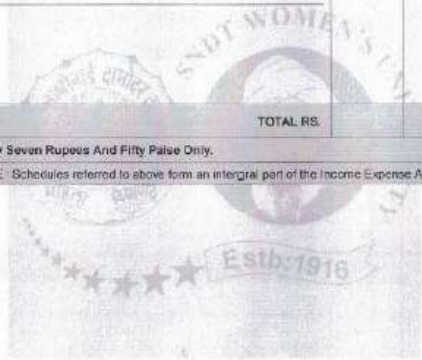 SNDT WOMEN'S
TOTAL RS.
Seven Rupees And Fifty Paise Only.
: Schedules referred to above form an intergral part of the Income Expense A
Estb:1916